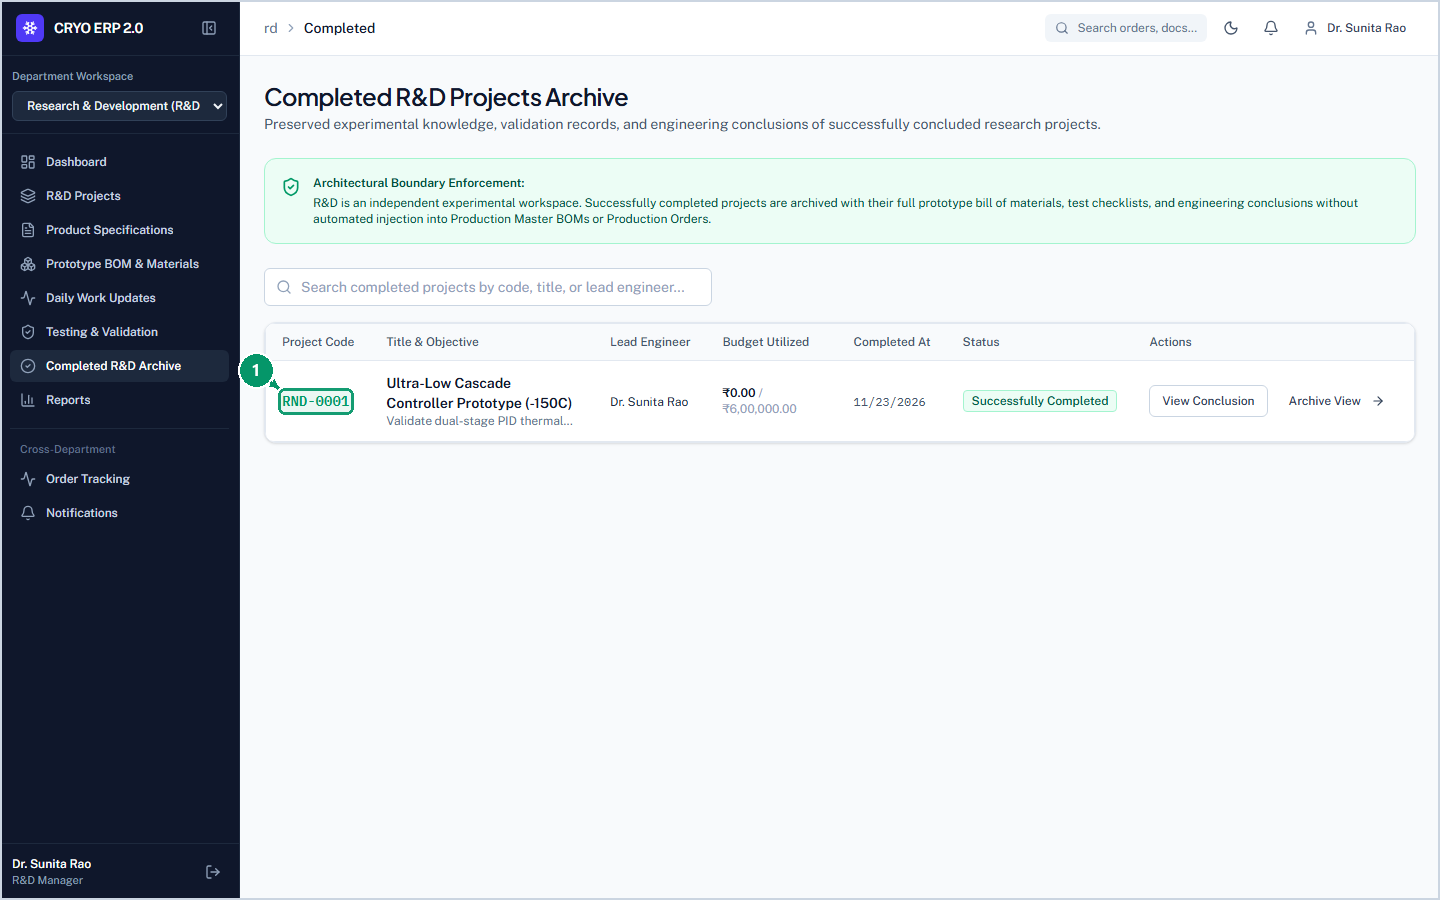 CRYO ERP 2.0
Department Workspace
Research & Development (R&D
Dashboard
R&D Projects
Product Specifications
Prototype BOM & Materials
Daily Work Updates
Testing & Validation
Completed R&D Archive
Reports
Cross-Department
Order Tracking
Notifications
Dr. Sunita Rao
R&D Manager
rd > Completed
Search orders, docs...
Dr. Sunita Rao
Completed R&D Projects Archive
Preserved experimental knowledge, validation records, and engineering conclusions of successfully concluded research projects.
Architectural Boundary Enforcement:
R&D is an independent experimental workspace. Successfully completed projects are archived with their full prototype bill of materials, test checklists, and engineering conclusions without
automated injection into Production Master BOMs or Production Orders.
Search completed projects by code, title, or lead engineer...
Project Code Title & Objective Lead Engineer Budget Utilized Completed At Status Actions
1
RND-0001
Ultra-Low Cascade
Controller Prototype (-150C)
Validate dual-stage PID thermal...
Dr. Sunita Rao
₹0.00 /
₹6,00,000.00
11/23/2026
Successfully Completed
View Conclusion
Archive View